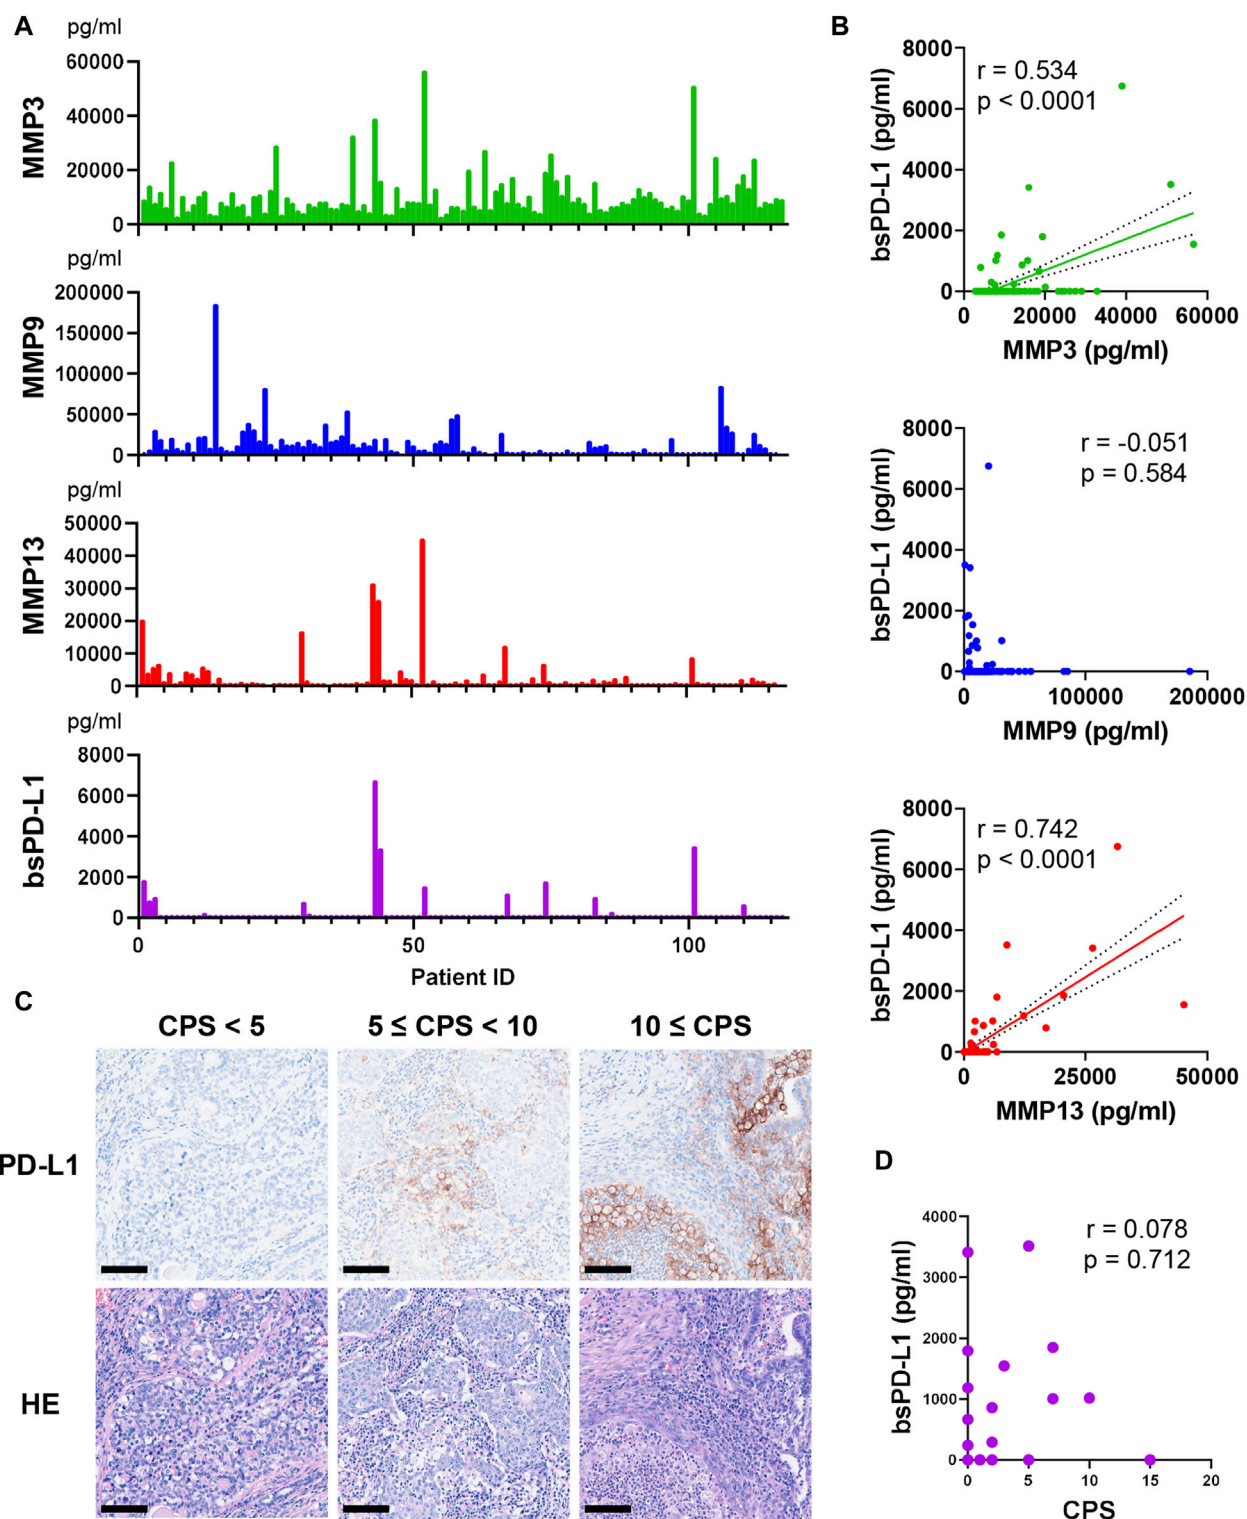 A
pg/ml
MMP3
60000
40000
20000
0
pg/ml
MMP9
200000
150000
100000
50000
0
pg/ml
MMP13
50000
40000
30000
20000
10000
0
pg/ml
bsPD-L1
8000
6000
4000
2000
0
0 50 100
Patient ID
B
bsPD-L1 (pg/ml)
8000
6000
4000
2000
0
r = 0.534
p < 0.0001
0 20000 40000 60000
MMP3 (pg/ml)
bsPD-L1 (pg/ml)
8000
6000
4000
2000
0
r = -0.051
p = 0.584
0 100000 200000
MMP9 (pg/ml)
bsPD-L1 (pg/ml)
8000
6000
4000
2000
0
r = 0.742
p < 0.0001
0 25000 50000
MMP13 (pg/ml)
C
CPS < 5 5 ≤ CPS < 10 10 ≤ CPS
PD-L1
HE
D
bsPD-L1 (pg/ml)
4000
3000
2000
1000
0
r = 0.078
p = 0.712
0 5 10 15 20
CPS